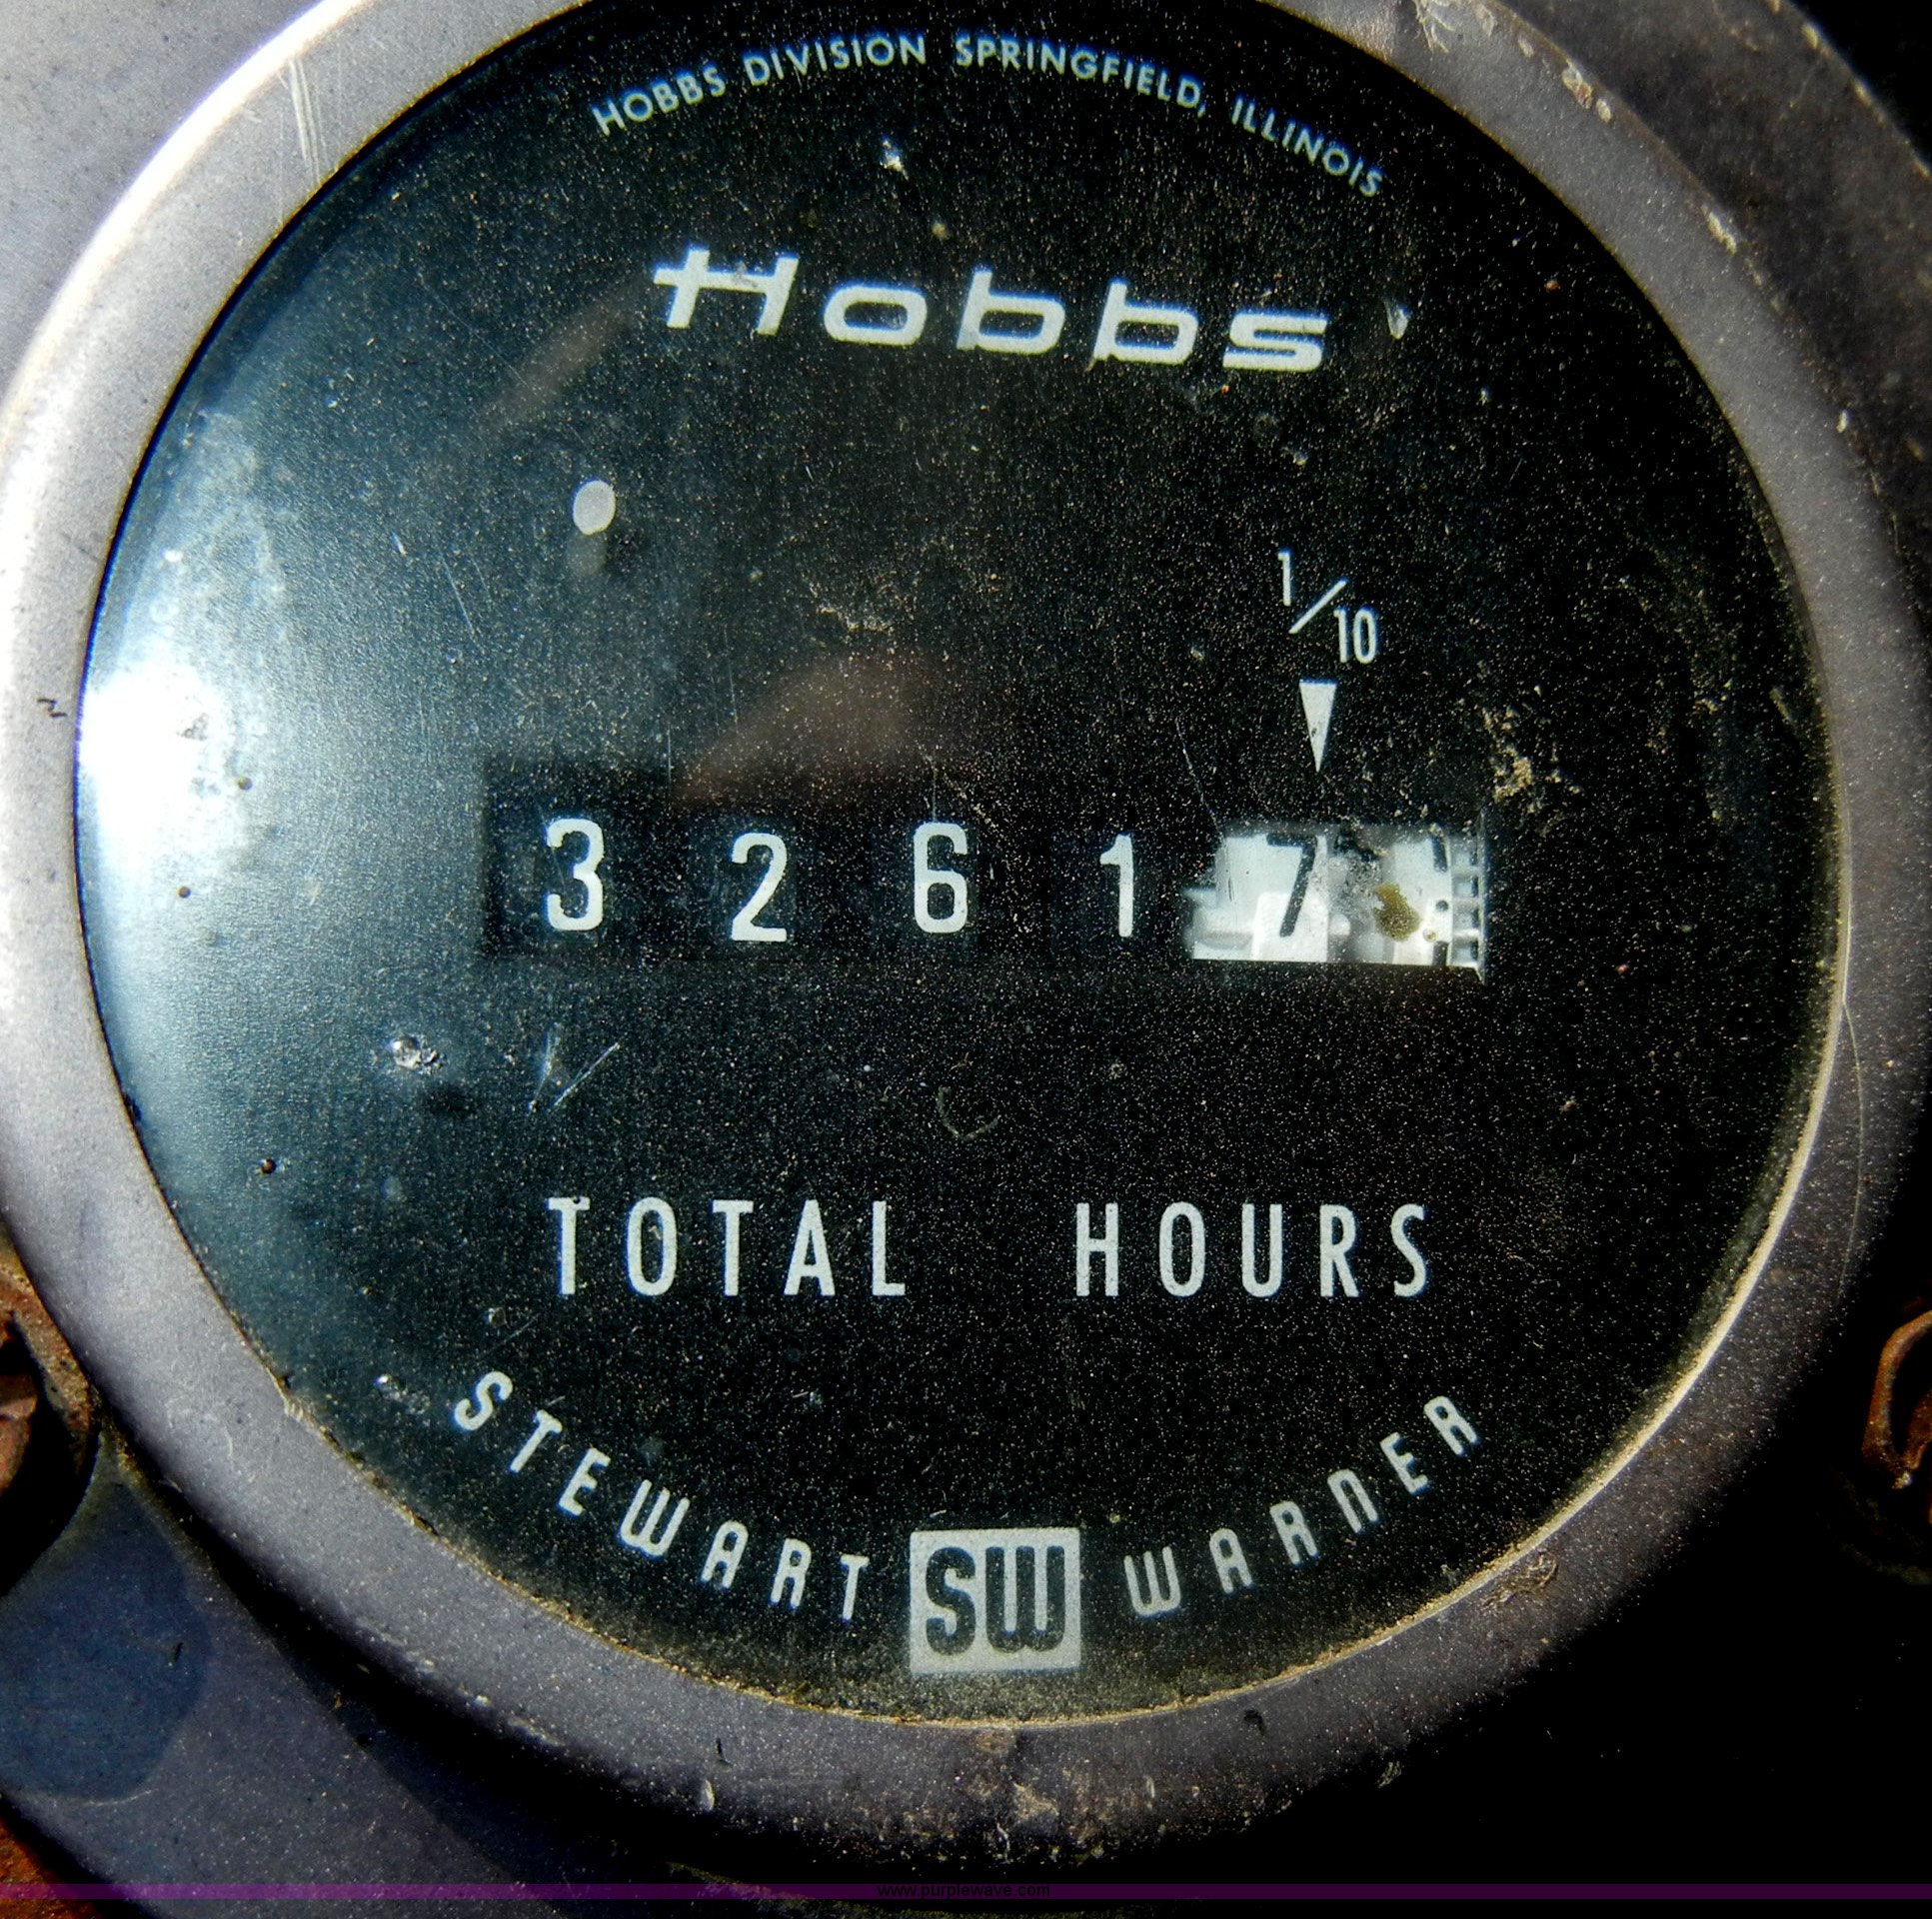 HOBBS DIVISION SPRINGFIELD, ILLINOIS
Hobbs
1/10
3 2 6 1 7
TOTAL HOURS
STEWART SW WARNER
www.purplewave.com